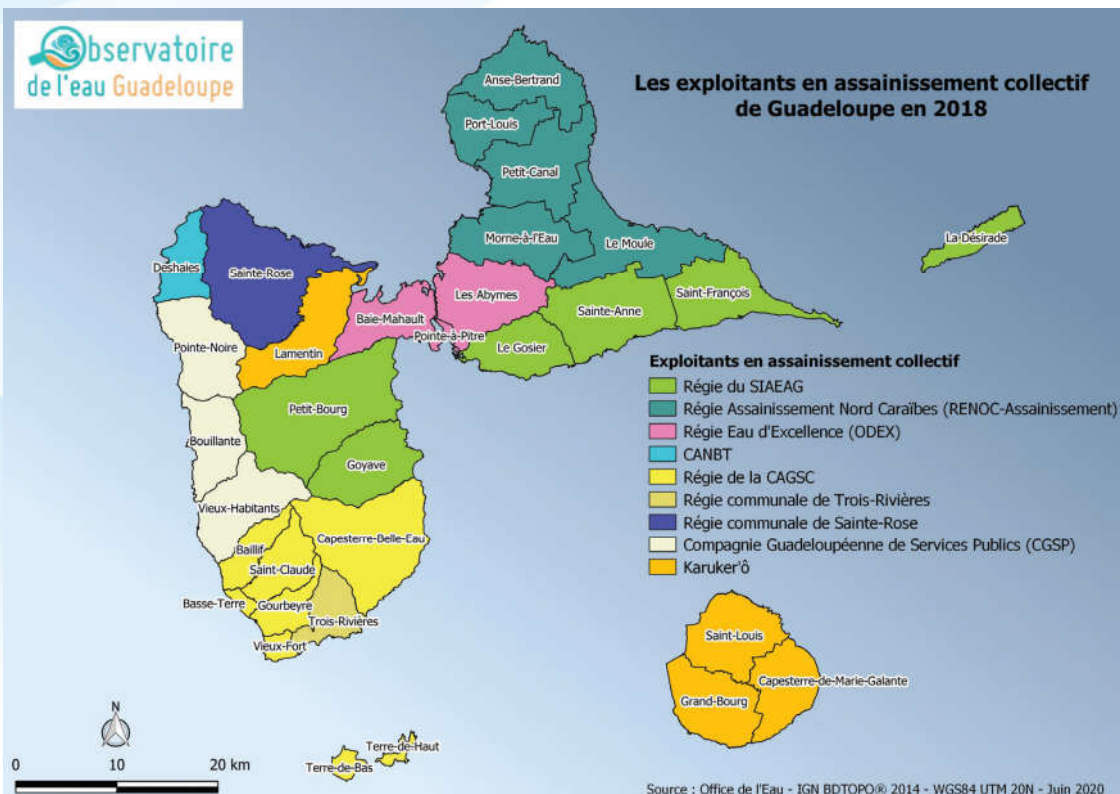 Observatoire
de l'eau Guadeloupe
Les exploitants en assainissement collectif
de Guadeloupe en 2018
Anse-Bertrand
Port-Louis
Petit-Canal
Morne-à-l'Eau
Le Moule
La Désirade
Deshaies
Sainte-Rose
Les Abymes
Saint-François
Sainte-Anne
Baie-Mahault
Pointe-à-Pitre
Le Gosier
Pointe-Noire
Lamentin
Petit-Bourg
Bouillante
Goyave
Vieux-Habitants
Capesterre-Belle-Eau
Baillif
Saint-Claude
Basse-Terre
Gourbeyre
Trois-Rivières
Vieux-Fort
Exploitants en assainissement collectif
Régie du SIAEAG
Régie Assainissement Nord Caraïbes (RENOC-Assainissement)
Régie Eau d'Excellence (ODEX)
CANBT
Régie de la CAGSC
Régie communale de Trois-Rivières
Régie communale de Sainte-Rose
Compagnie Guadeloupéenne de Services Publics (CGSP)
Karuker'ô
Saint-Louis
Capesterre-de-Marie-Galante
Grand-Bourg
Terre-de-Haut
Terre-de-Bas
N
0 10 20 km
Source : Office de l'Eau - IGN BDTOPO® 2014 - WGS84 UTM 20N - Juin 2020